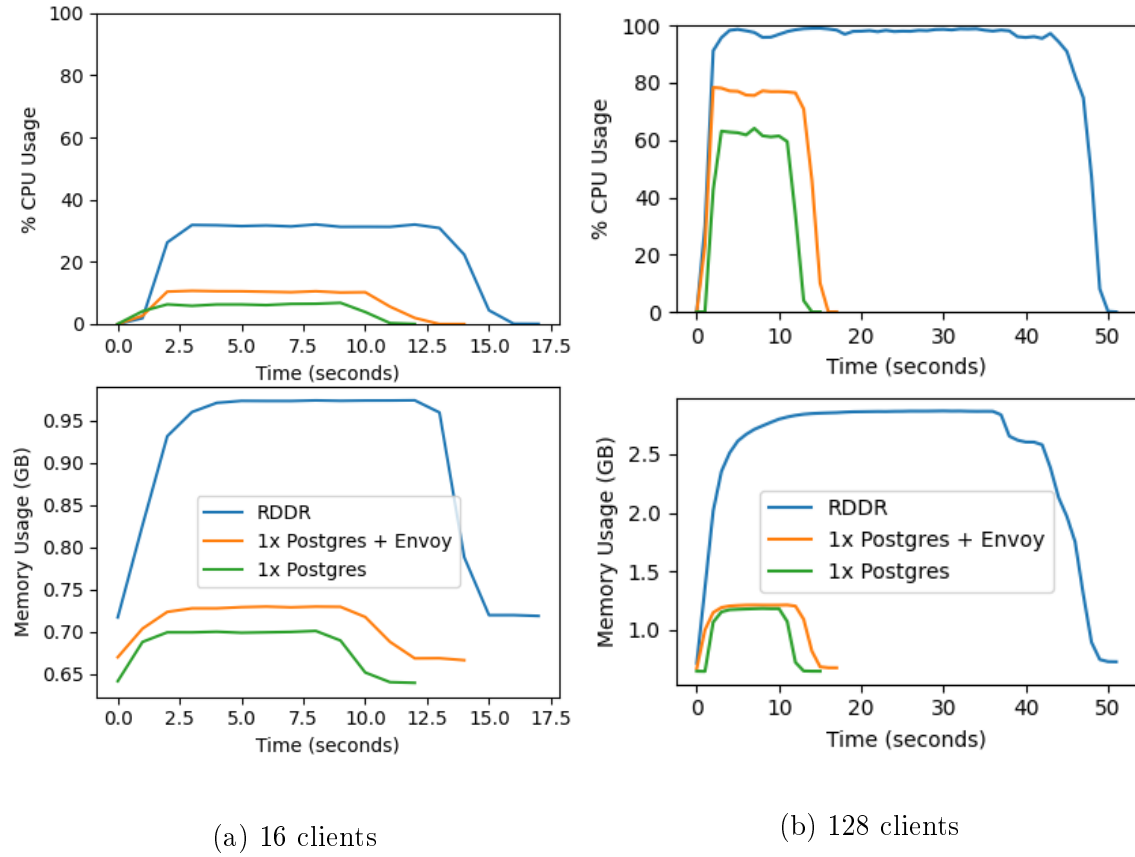 100
80
60
40
20
0
% CPU Usage
0.0 2.5 5.0 7.5 10.0 12.5 15.0 17.5
Time (seconds)
100
80
60
40
20
0
% CPU Usage
0 10 20 30 40 50
Time (seconds)
0.95
0.90
0.85
0.80
0.75
0.70
0.65
Memory Usage (GB)
RDDR
1x Postgres + Envoy
1x Postgres
0.0 2.5 5.0 7.5 10.0 12.5 15.0 17.5
Time (seconds)
2.5
2.0
1.5
1.0
Memory Usage (GB)
RDDR
1x Postgres + Envoy
1x Postgres
0 10 20 30 40 50
Time (seconds)
(a) 16 clients
(b) 128 clients